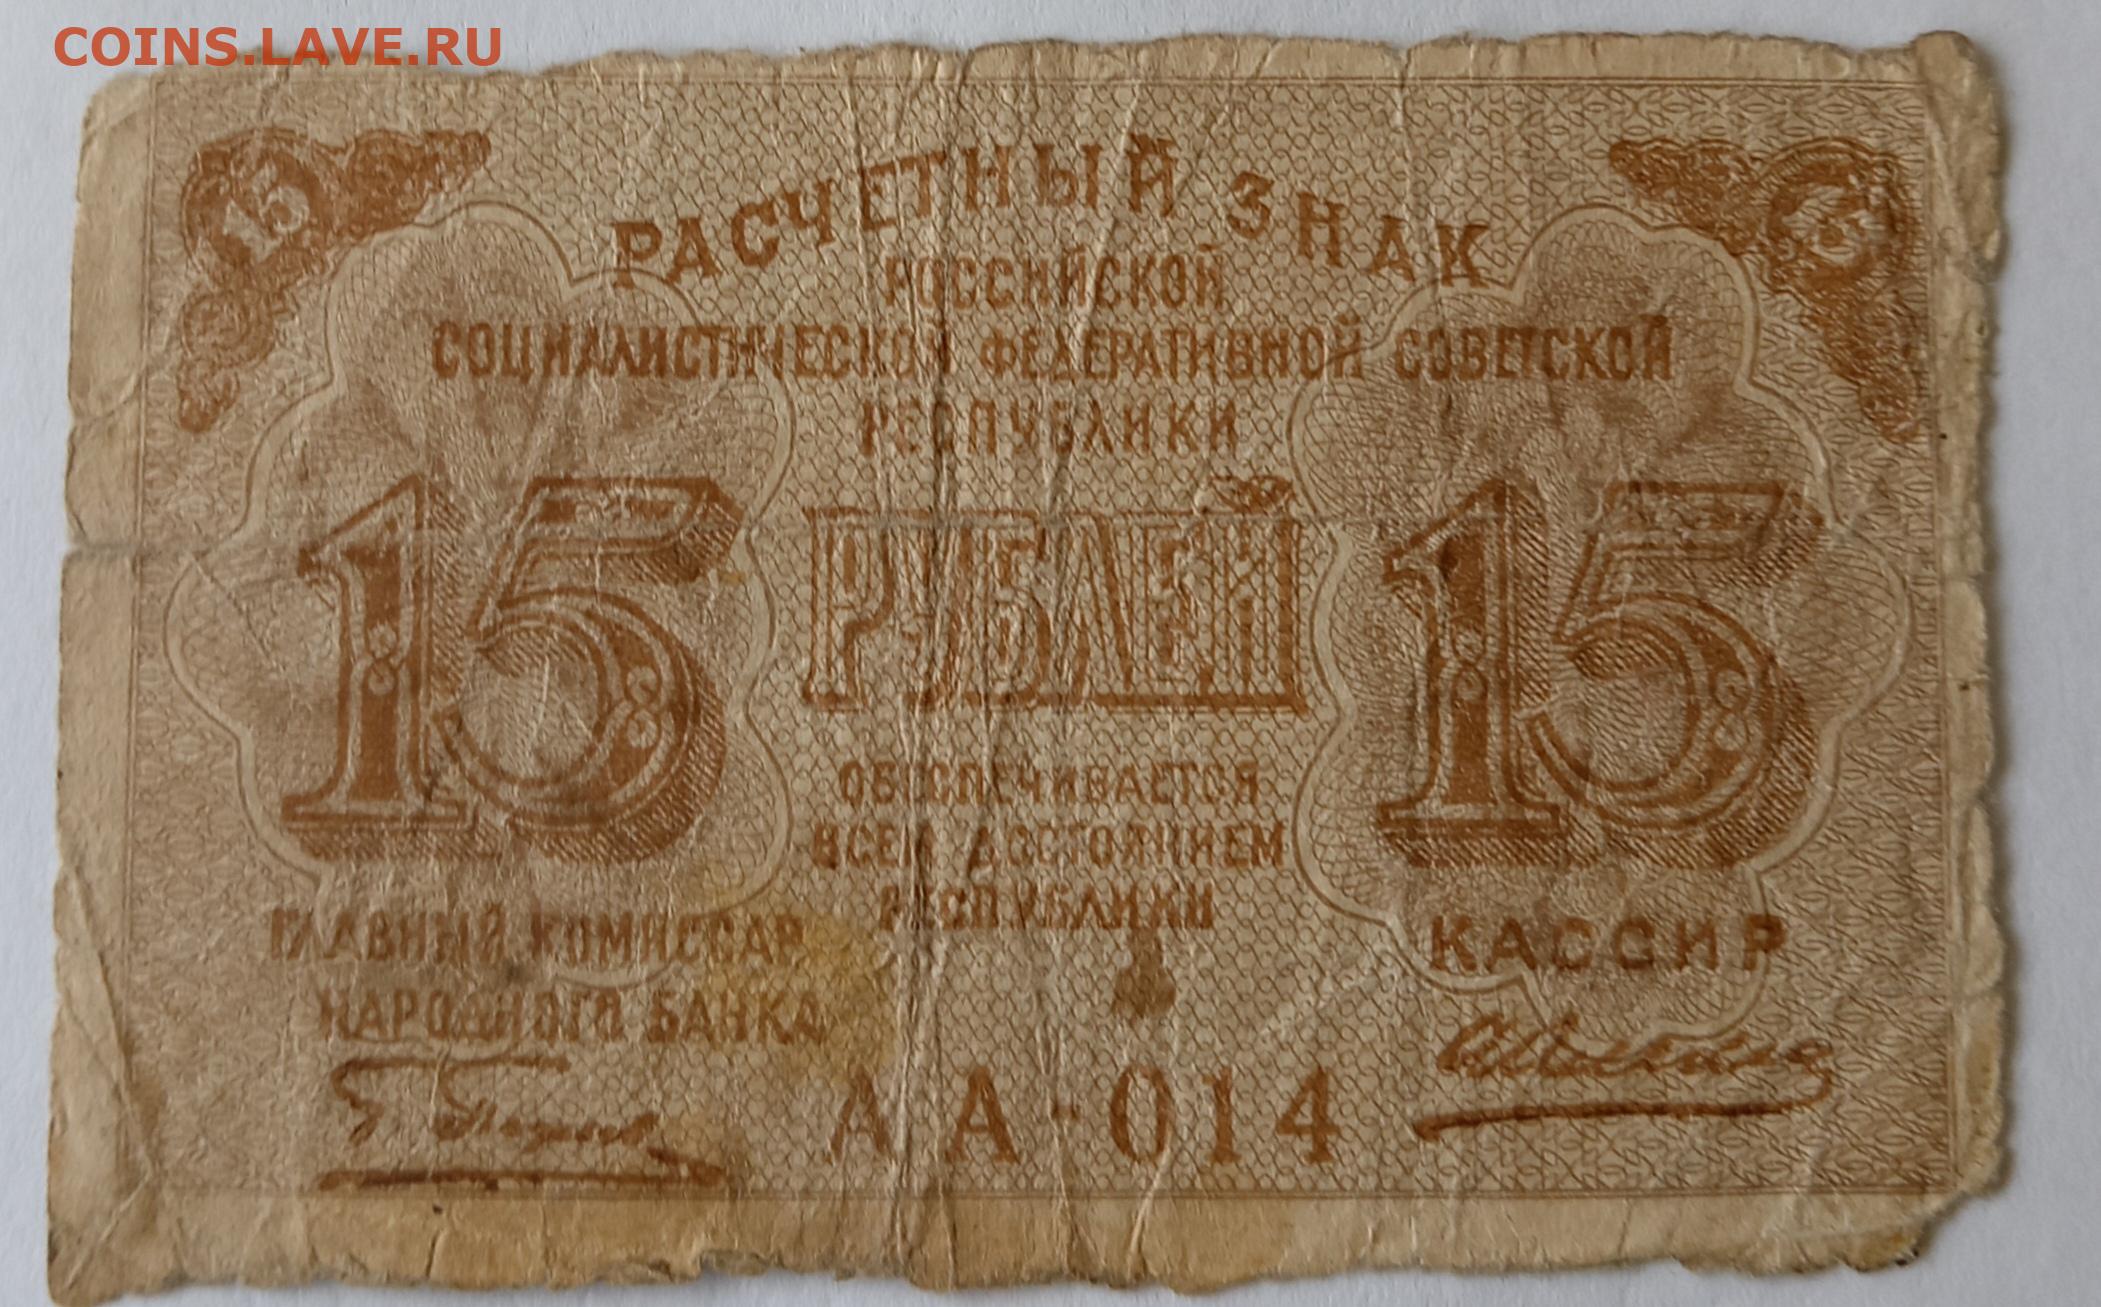 COINS.LAVE.RU
15
15
РАСЧЕТНЫЙ ЗНАК
РОССИЙСКОЙ
СОЦИАЛИСТИЧЕСКОЙ ФЕДЕРАТИВНОЙ СОВЕТСКОЙ
РЕСПУБЛИКИ
15 РУБЛЕЙ 15
ОБЕСПЕЧИВАЕТСЯ
ВСЕМ ДОСТОЯНИЕМ
РЕСПУБЛИКИ
ГЛАВНЫЙ КОМИССАР
НАРОДНОГО БАНКА
КАССИР
АА-014